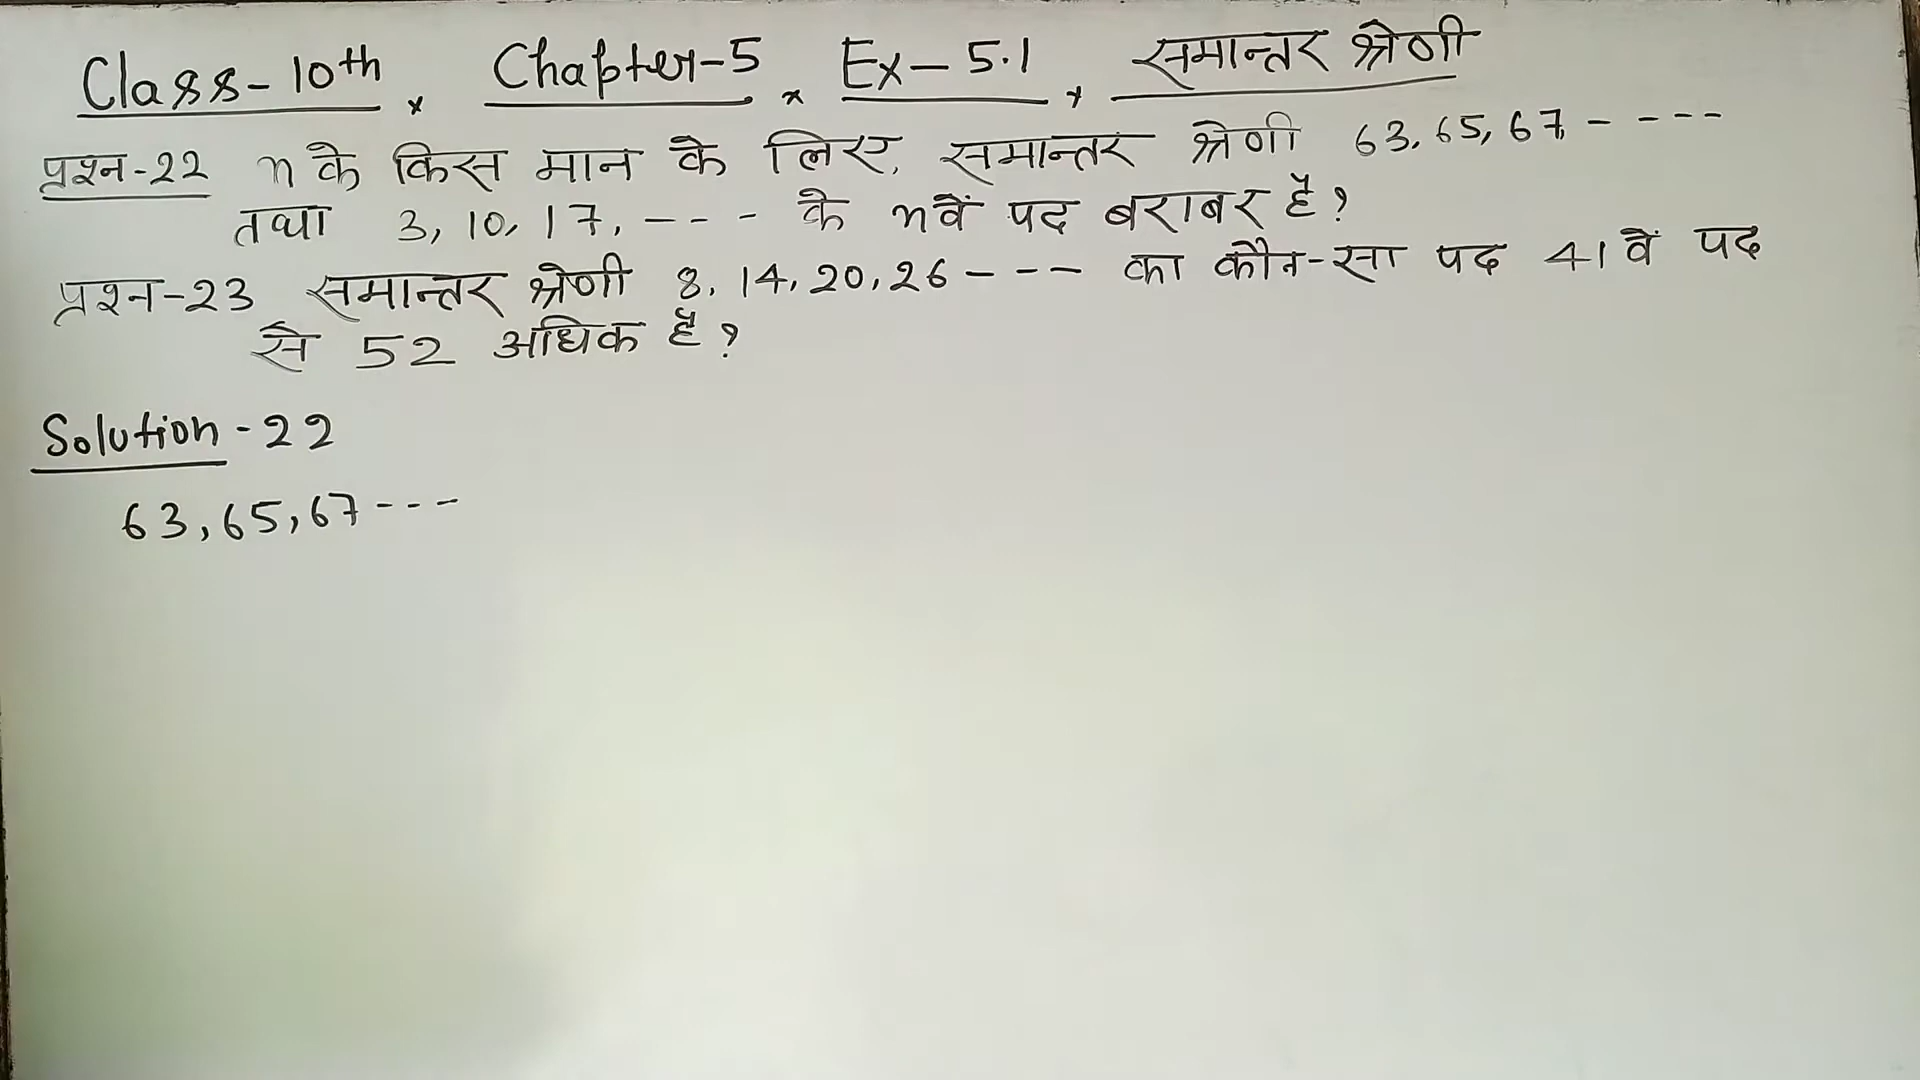 Class-10th × Chapter-5 × Ex-5.1 × समान्तर श्रेणी
प्रश्न-22 n के किस मान के लिए, समान्तर श्रेणी 63, 65, 67, ----
तथा 3, 10, 17, --- के nवें पद बराबर हैं?
प्रश्न-23 समान्तर श्रेणी 8, 14, 20, 26 --- का कौन-सा पद 41वें पद
से 52 अधिक है?
Solution-22
63, 65, 67 ---